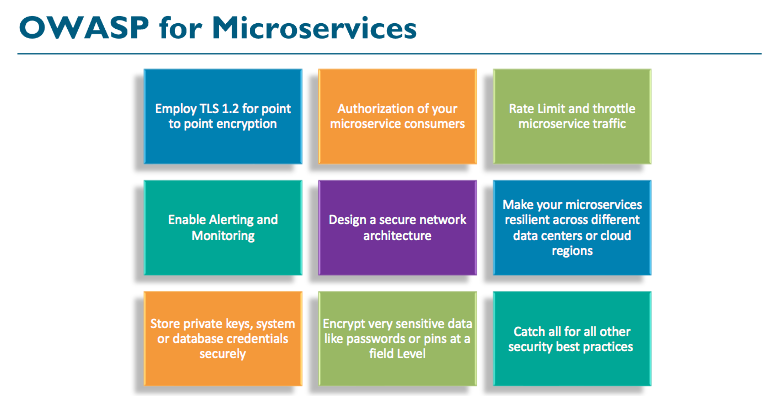 OWASP for Microservices
Employ TLS 1.2 for point
to point encryption
Authorization of your
microservice consumers
Rate Limit and throttle
microservice traffic
Enable Alerting and
Monitoring
Design a secure network
architecture
Make your microservices
resilient across different
data centers or cloud
regions
Store private keys, system
or database credentials
securely
Encrypt very sensitive data
like passwords or pins at a
field Level
Catch all for all other
security best practices